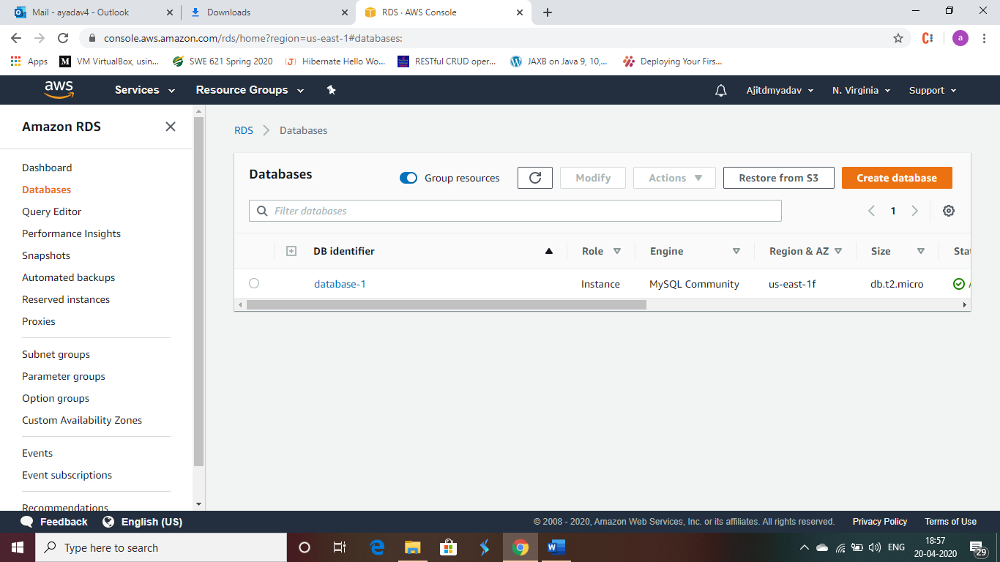 Mail - ayadav4 - Outlook
Downloads
RDS · AWS Console
console.aws.amazon.com/rds/home?region=us-east-1#databases:
a
Apps
M
VM VirtualBox, usin...
SWE 621 Spring 2020
{J}
Hibernate Hello Wo...
RESTful CRUD oper...
JAXB on Java 9, 10,...
Deploying Your Firs...
aws
Services
Resource Groups
Ajitdmyadav
N. Virginia
Support
Amazon RDS
Dashboard
Databases
Query Editor
Performance Insights
Snapshots
Automated backups
Reserved instances
Proxies
Subnet groups
Parameter groups
Option groups
Custom Availability Zones
Events
Event subscriptions
Recommendations
RDS
Databases
Databases
Group resources
Modify
Actions
Restore from S3
Create database
Filter databases
1
DB identifier
Role
Engine
Region & AZ
Size
Stat
database-1
Instance
MySQL Community
us-east-1f
db.t2.micro
Feedback
English (US)
© 2008 - 2020, Amazon Web Services, Inc. or its affiliates. All rights reserved.
Privacy Policy
Terms of Use
Type here to search
ENG
18:57
20-04-2020
29